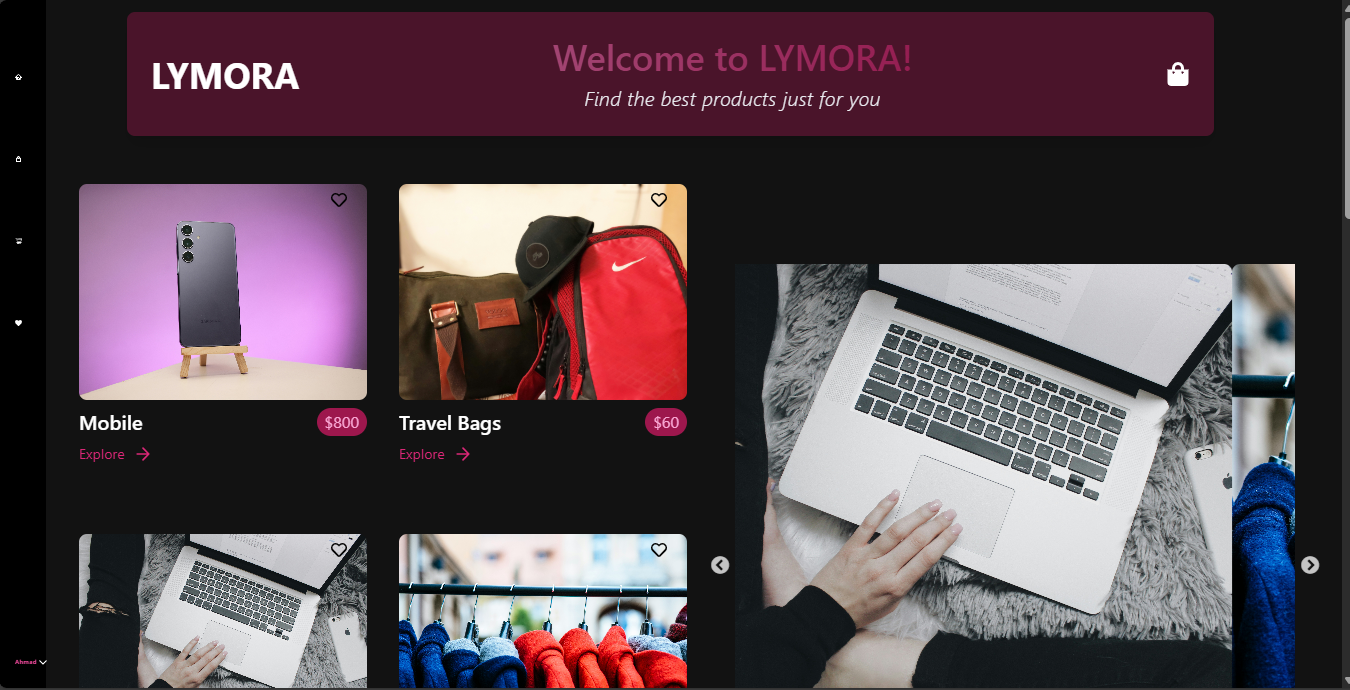 LYMORA
Welcome to LYMORA!
Find the best products just for you
Mobile
$800
Explore
Travel Bags
$60
Explore
Ahmad